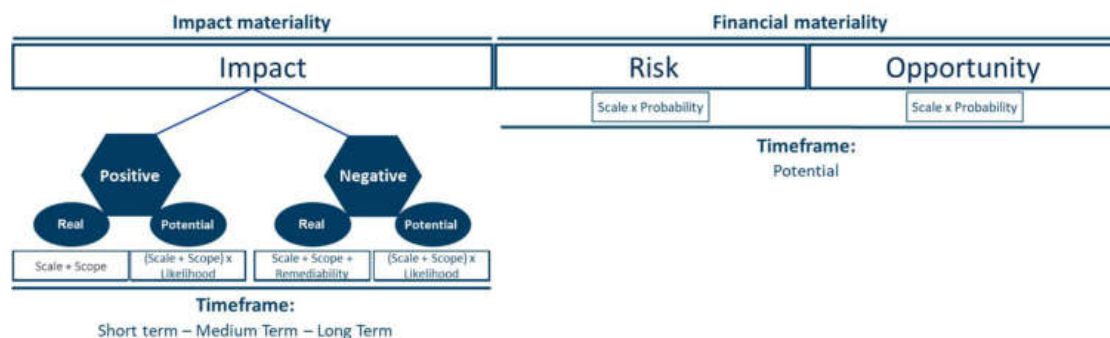 Impact materiality
Financial materiality
Impact
Risk
Opportunity
Scale x Probability
Scale x Probability
Timeframe:
Potential
Positive
Negative
Real
Potential
Real
Potential
Scale + Scope
(Scale + Scope) x
Likelihood
Scale + Scope +
Remediability
(Scale + Scope) x
Likelihood
Timeframe:
Short term – Medium Term – Long Term